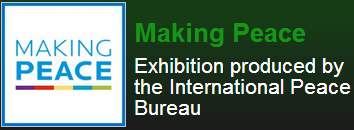 MAKING
PEACE
Making Peace
Exhibition produced by
the International Peace
Bureau